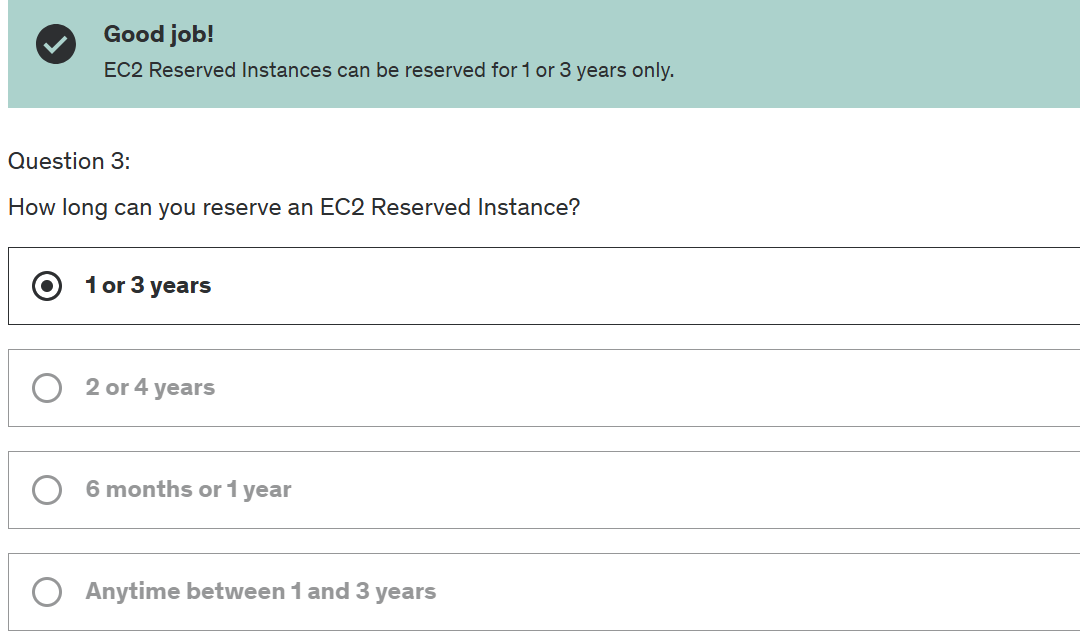 Good job!
EC2 Reserved Instances can be reserved for 1 or 3 years only.
Question 3:
How long can you reserve an EC2 Reserved Instance?
1 or 3 years
2 or 4 years
6 months or 1 year
Anytime between 1 and 3 years